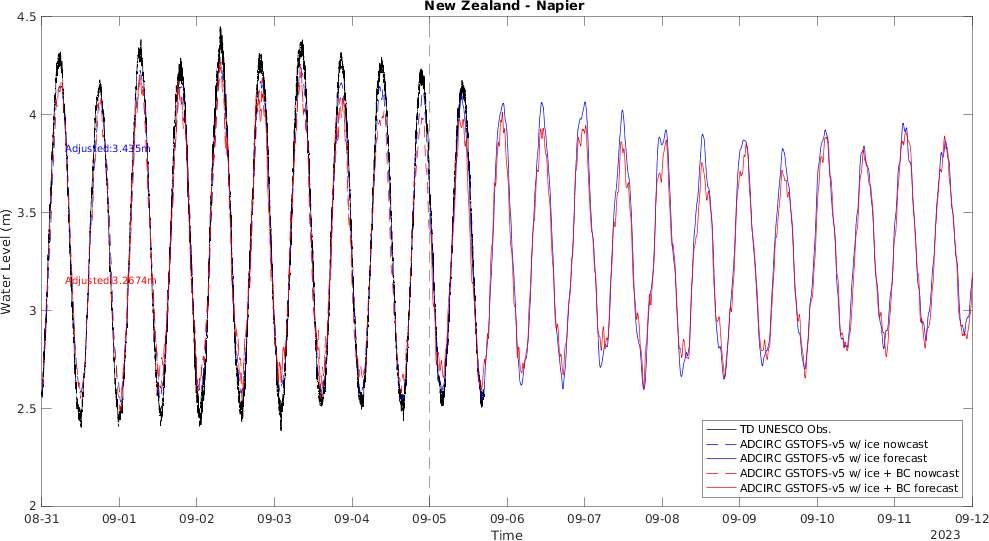 New Zealand - Napier
4.5
4
3.5
3
2.5
2
Water Level (m)
Adjusted:3.435m
Adjusted:3.2674m
TD UNESCO Obs.
ADCIRC GSTOFS-v5 w/ ice nowcast
ADCIRC GSTOFS-v5 w/ ice forecast
ADCIRC GSTOFS-v5 w/ ice + BC nowcast
ADCIRC GSTOFS-v5 w/ ice + BC forecast
08-31 09-01 09-02 09-03 09-04 09-05 09-06 09-07 09-08 09-09 09-10 09-11 09-12
Time
2023